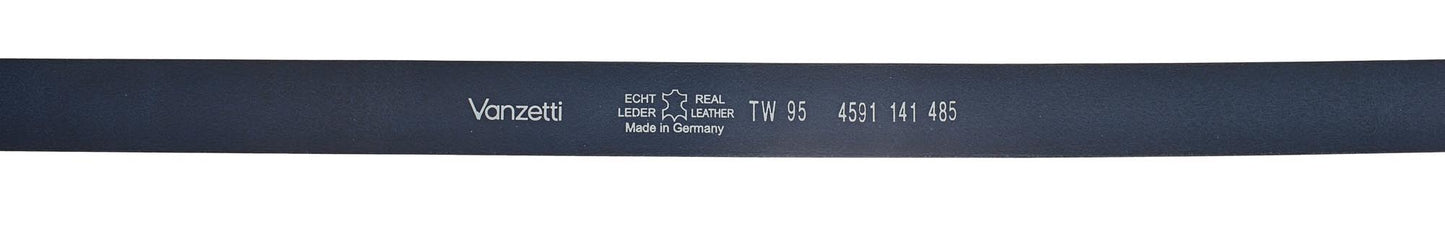 Vanzetti
ECHT REAL
LEDER LEATHER
Made in Germany
TW 95 4591 141 485